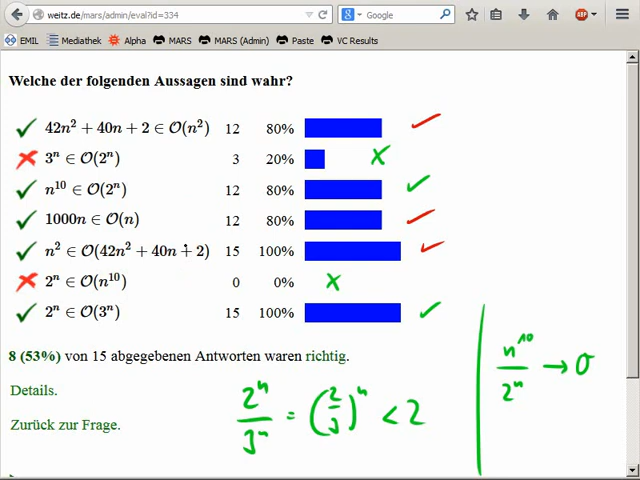 weitz.de/mars/admin/eval?id=334
Google
EMIL Mediathek Alpha MARS MARS (Admin) Paste VC Results
Welche der folgenden Aussagen sind wahr?
42n² + 40n + 2 ∈ O(n²) 12 80%
3ⁿ ∈ O(2ⁿ) 3 20%
n¹⁰ ∈ O(2ⁿ) 12 80%
1000n ∈ O(n) 12 80%
n² ∈ O(42n² + 40n + 2) 15 100%
2ⁿ ∈ O(n¹⁰) 0 0%
2ⁿ ∈ O(3ⁿ) 15 100%
8 (53%) von 15 abgegebenen Antworten waren richtig.
Details.
Zurück zur Frage.
2ⁿ/3ⁿ = (2/3)ⁿ < 2
n¹⁰/2ⁿ → 0